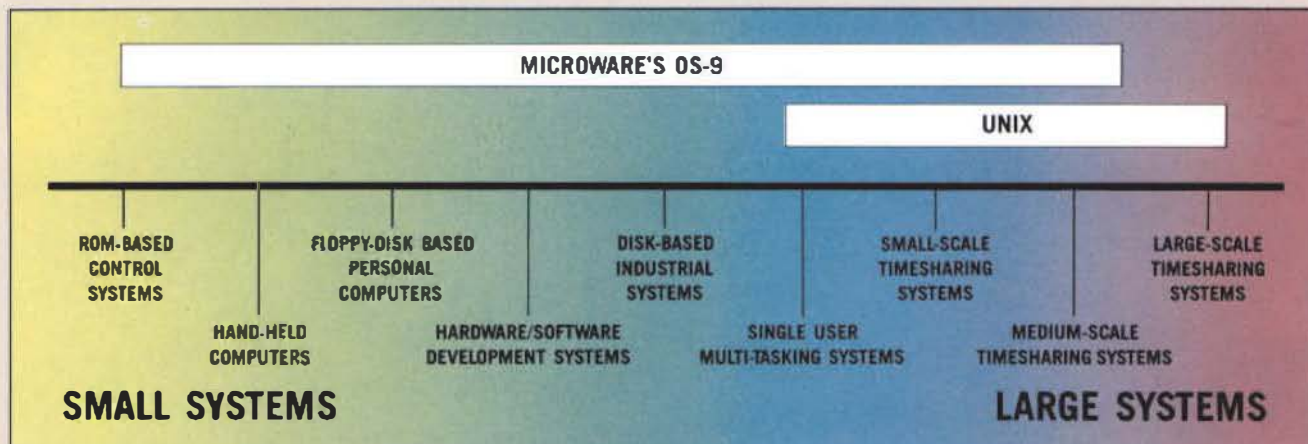 MICROWARE'S OS-9
UNIX
ROM-BASED
CONTROL
SYSTEMS
HAND-HELD
COMPUTERS
FLOPPY-DISK BASED
PERSONAL
COMPUTERS
HARDWARE/SOFTWARE
DEVELOPMENT SYSTEMS
DISK-BASED
INDUSTRIAL
SYSTEMS
SINGLE USER
MULTI-TASKING SYSTEMS
SMALL-SCALE
TIMESHARING
SYSTEMS
MEDIUM-SCALE
TIMESHARING SYSTEMS
LARGE-SCALE
TIMESHARING
SYSTEMS
SMALL SYSTEMS
LARGE SYSTEMS